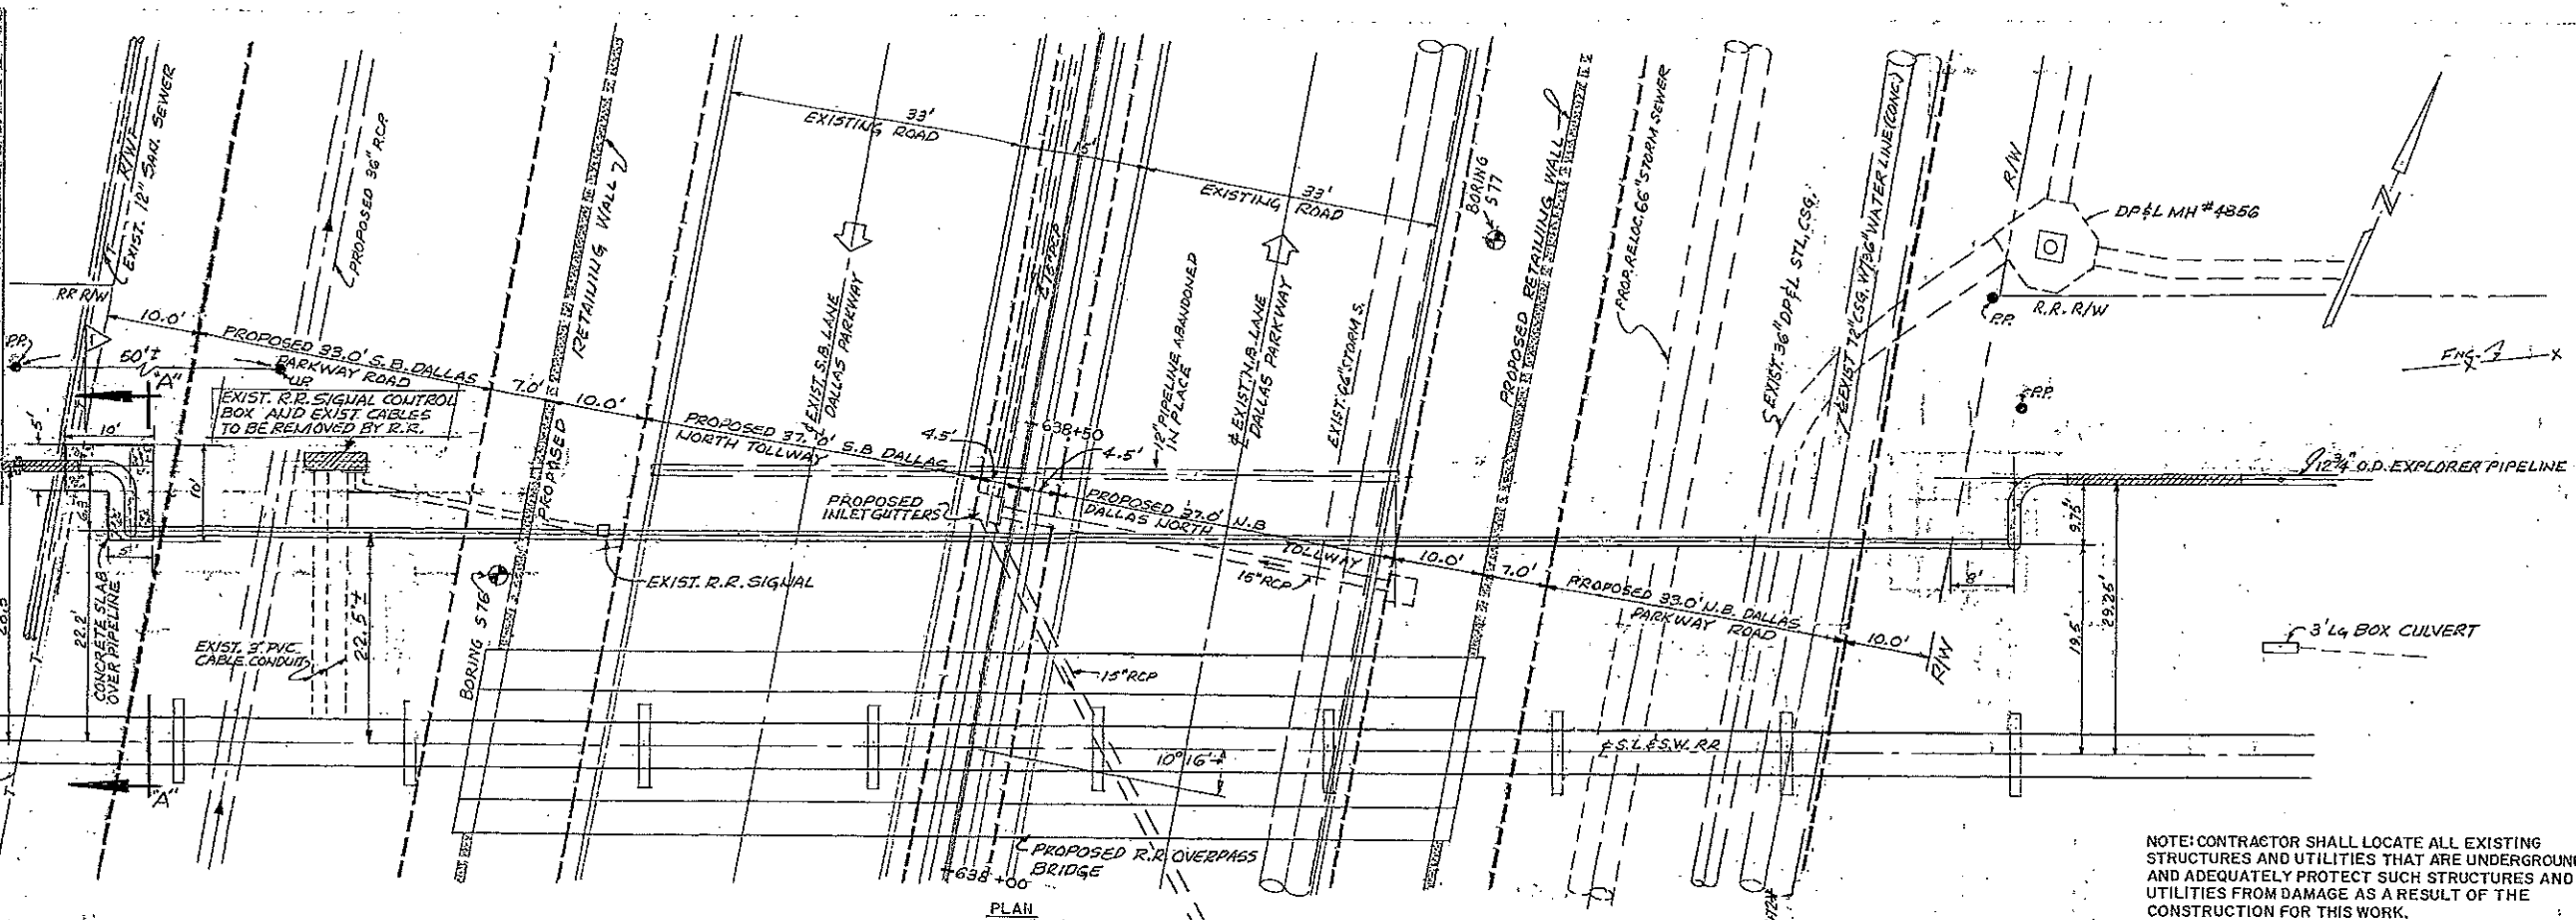 R/W
EXIST. 12" SAN. SEWER
PROPOSED 36" R.C.P.
RETAINING WALL
PROPOSED
33'
EXISTING ROAD
33'
EXISTING ROAD
BORING
S 77
PROPOSED RETAINING WALL
PROP. RELOC. 66" STORM SEWER
EXIST 36" DP&L STL. CSG.
EXIST 72" CSG. W/36" WATER LINE (CONC.)
R/W
DP&L MH #4856
N
R.R. R/W
P.P.
P.P.
RR R/W
P.P.
10.0'
50'±
"A"
PROPOSED 33.0' S.B. DALLAS
PARKWAY ROAD
7.0'
10.0'
EXIST. R.R. SIGNAL CONTROL
BOX AND EXIST. CABLES
TO BE REMOVED BY R.R.
℄ EXIST. S.B. LANE
DALLAS PARKWAY
12" PIPELINE ABANDONED
IN PLACE
℄ EXIST. N.B. LANE
DALLAS PARKWAY
EXIST. 66" STORM S.
PROPOSED 37.0' S.B DALLAS
NORTH TOLLWAY
4.5'
638+50
4.5'
PROPOSED
INLET GUTTERS
PROPOSED 37.0' N.B
DALLAS NORTH
TOLLWAY
15" RCP
10.0'
7.0'
PROPOSED 33.0' N.B. DALLAS
PARKWAY ROAD
10.0'
R/W
12 3/4" O.D. EXPLORER PIPELINE
9.75'
8'
19.5'
29.25'
3' LG BOX CULVERT
5'
10'
10'
5'
22.2'
CONCRETE SLAB
OVER PIPELINE
EXIST. 3" PVC
CABLE CONDUITS
22.5'±
BORING S 76
EXIST. R.R. SIGNAL
15" RCP
10°16'
℄ S.L.&S.W. RR
"A"
T
T
PROPOSED R.R. OVERPASS
BRIDGE
638+00
PLAN
NOTE: CONTRACTOR SHALL LOCATE ALL EXISTING
STRUCTURES AND UTILITIES THAT ARE UNDERGROUND
AND ADEQUATELY PROTECT SUCH STRUCTURES AND
UTILITIES FROM DAMAGE AS A RESULT OF THE
CONSTRUCTION FOR THIS WORK.